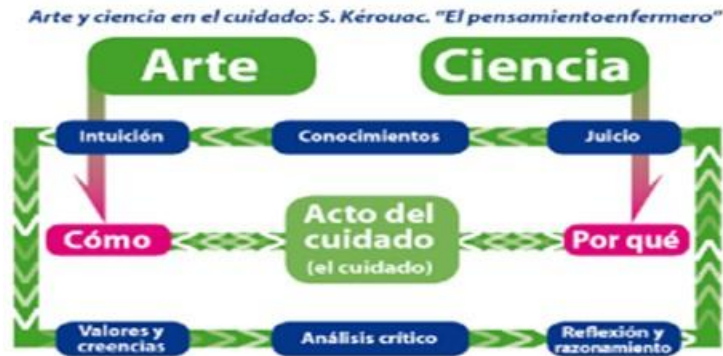 Arte y ciencia en el cuidado: S. Kérouac. "El pensamientoenfermero"
Arte
Ciencia
Intuición
Conocimientos
Juicio
Cómo
Acto del
cuidado
(el cuidado)
Por qué
Valores y
creencias
Análisis crítico
Reflexión y
razonamiento